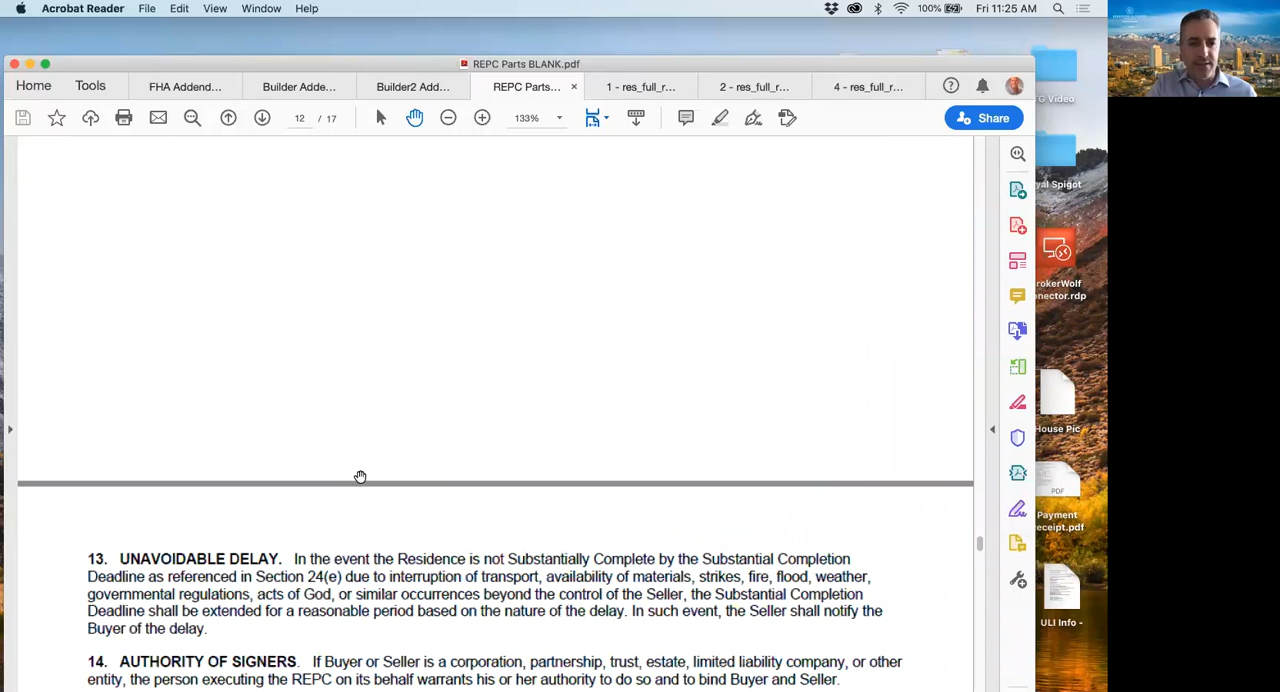 Acrobat Reader File Edit View Window Help 100% Fri 11:25 AM
REPC Parts BLANK.pdf
Home Tools FHA Addend... Builder Adde... Builder2 Add... REPC Parts... × 1 - res_full_r... 2 - res_full_r... 4 - res_full_r...
12 / 17 133% Share
TG Video
yal Spigot
rokerWolf
nnector.rdp
House Pic
PDF
Payment
eceipt.pdf
ULI Info -
13. UNAVOIDABLE DELAY. In the event the Residence is not Substantially Complete by the Substantial Completion
Deadline as referenced in Section 24(e) due to interruption of transport, availability of materials, strikes, fire, flood, weather,
governmental regulations, acts of God, or similar occurrences beyond the control of the Seller, the Substantial Completion
Deadline shall be extended for a reasonable period based on the nature of the delay. In such event, the Seller shall notify the
Buyer of the delay.
14. AUTHORITY OF SIGNERS. If Buyer or Seller is a corporation, partnership, trust, estate, limited liability company, or other
entity, the person executing the REPC on its behalf warrants his or her authority to do so and to bind Buyer and Seller.